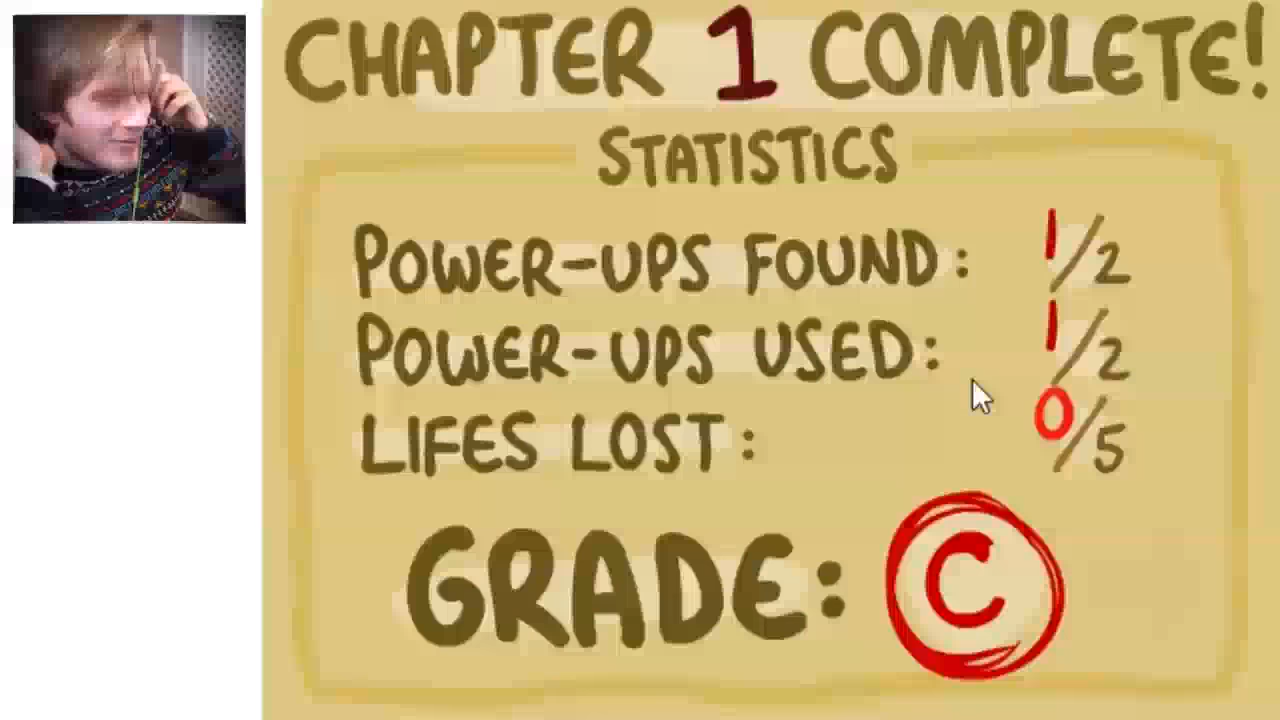 CHAPTER 1 COMPLETE!
STATISTICS
POWER-UPS FOUND: 1/2
POWER-UPS USED: 1/2
LIFES LOST: 0/5
GRADE: C